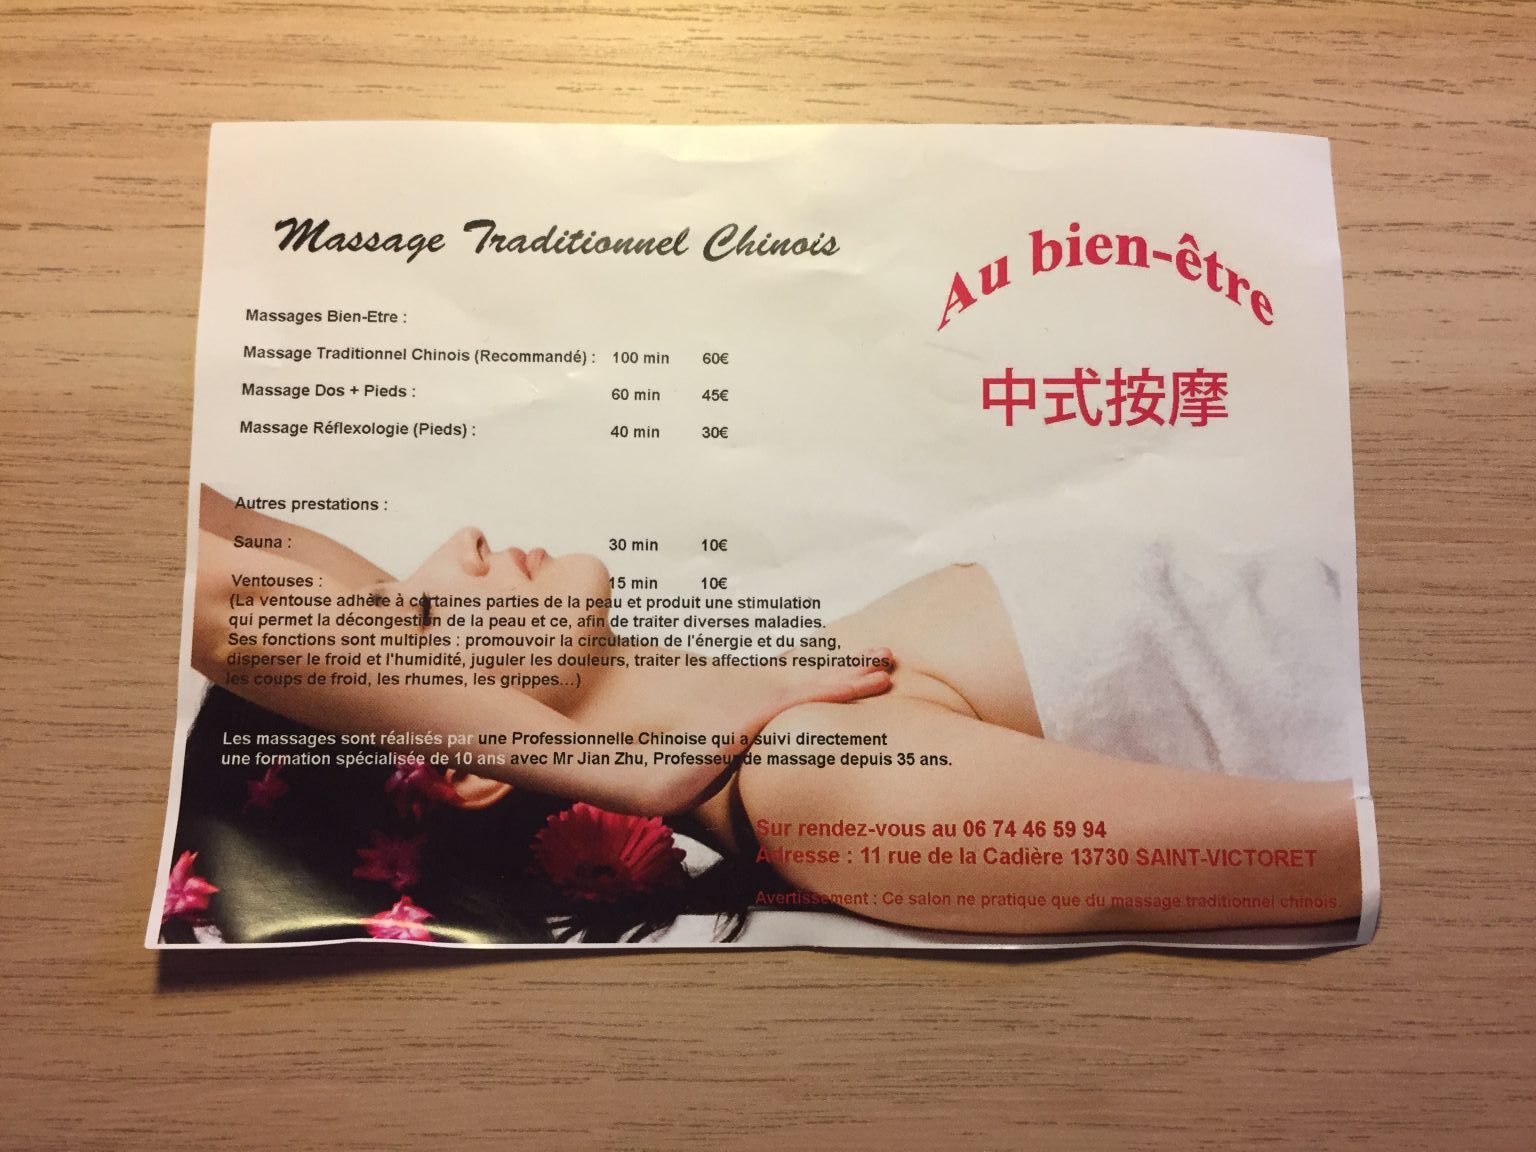 Massage Traditionnel Chinois
Au bien-être
中式按摩
Massages Bien-Etre :
Massage Traditionnel Chinois (Recommandé) : 100 min 60€
Massage Dos + Pieds : 60 min 45€
Massage Réflexologie (Pieds) : 40 min 30€
Autres prestations :
Sauna : 30 min 10€
Ventouses : 15 min 10€
(La ventouse adhère à certaines parties de la peau et produit une stimulation
qui permet la décongestion de la peau et ce, afin de traiter diverses maladies.
Ses fonctions sont multiples : promouvoir la circulation de l'énergie et du sang,
disperser le froid et l'humidité, juguler les douleurs, traiter les affections respiratoires,
les coups de froid, les rhumes, les grippes...)
Les massages sont réalisés par une Professionnelle Chinoise qui a suivi directement
une formation spécialisée de 10 ans avec Mr Jian Zhu, Professeur de massage depuis 35 ans.
Sur rendez-vous au 06 74 46 59 94
Adresse : 11 rue de la Cadière 13730 SAINT-VICTORET
Avertissement : Ce salon ne pratique que du massage traditionnel chinois.